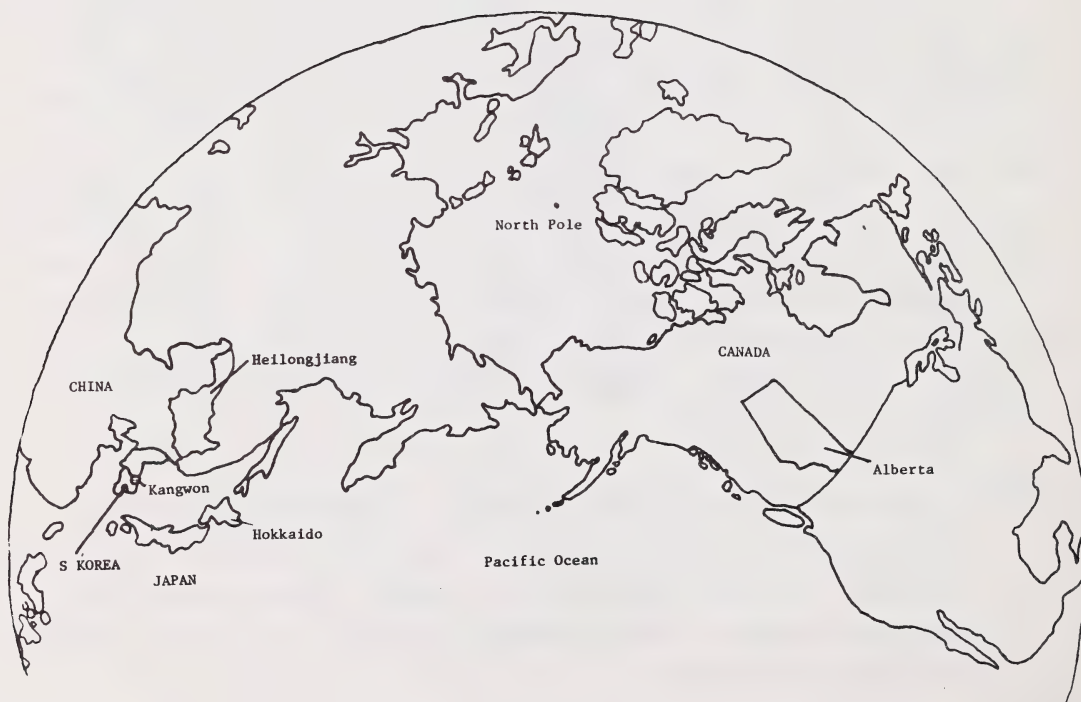 North Pole
CANADA
Heilongjiang
CHINA
Alberta
Kangwon
Hokkaido
Pacific Ocean
S KOREA
JAPAN